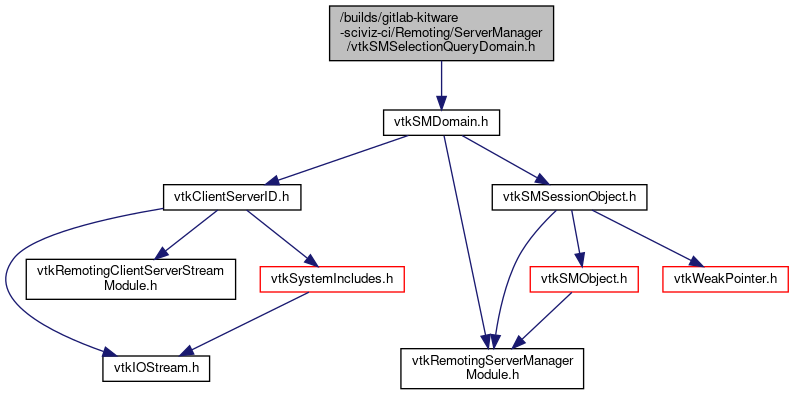 /builds/gitlab-kitware
-sciviz-ci/Remoting/ServerManager
/vtkSMSelectionQueryDomain.h
vtkSMDomain.h
vtkClientServerID.h
vtkSMSessionObject.h
vtkRemotingClientServerStream
Module.h
vtkSystemIncludes.h
vtkSMObject.h
vtkWeakPointer.h
vtkIOStream.h
vtkRemotingServerManager
Module.h